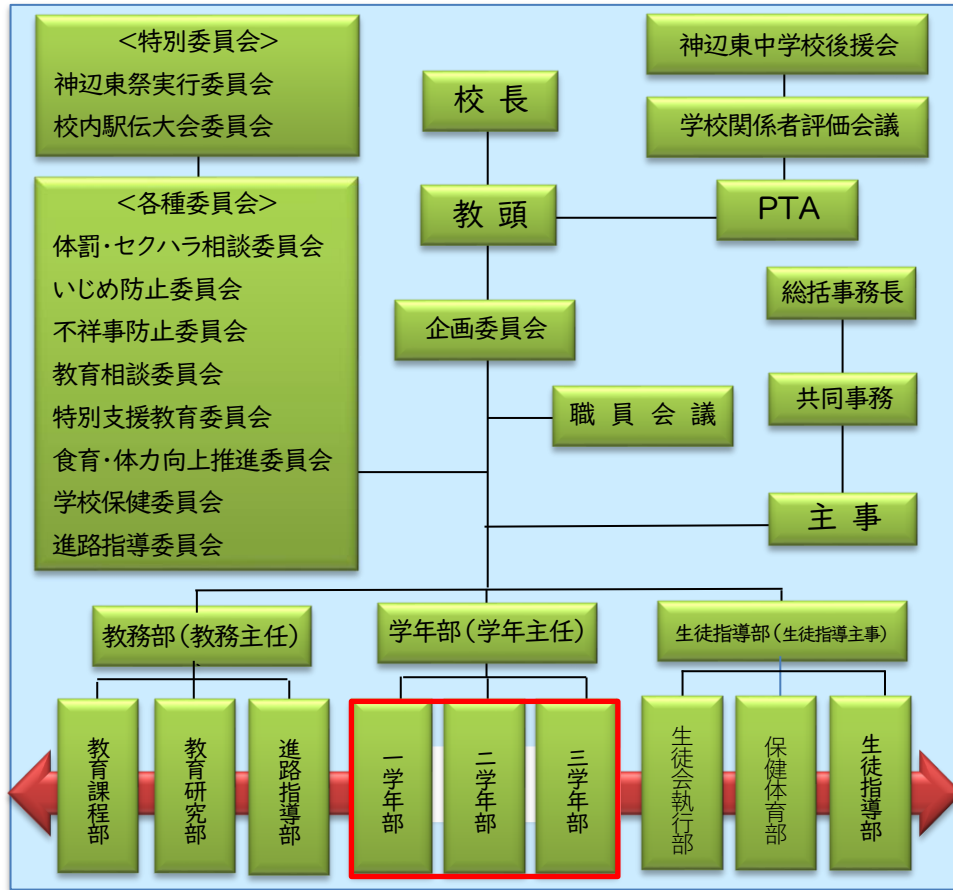 ＜特別委員会＞
神辺東祭実行委員会
校内駅伝大会委員会
＜各種委員会＞
体罰・セクハラ相談委員会
いじめ防止委員会
不祥事防止委員会
教育相談委員会
特別支援教育委員会
食育・体力向上推進委員会
学校保健委員会
進路指導委員会
校 長
教 頭
企画委員会
職 員 会 議
神辺東中学校後援会
学校関係者評価会議
PTA
総括事務長
共同事務
主 事
教務部（教務主任）
学年部（学年主任）
生徒指導部（生徒指導主事）
教育課程部
教育研究部
進路指導部
一学年部
二学年部
三学年部
生徒会執行部
保健体育部
生徒指導部